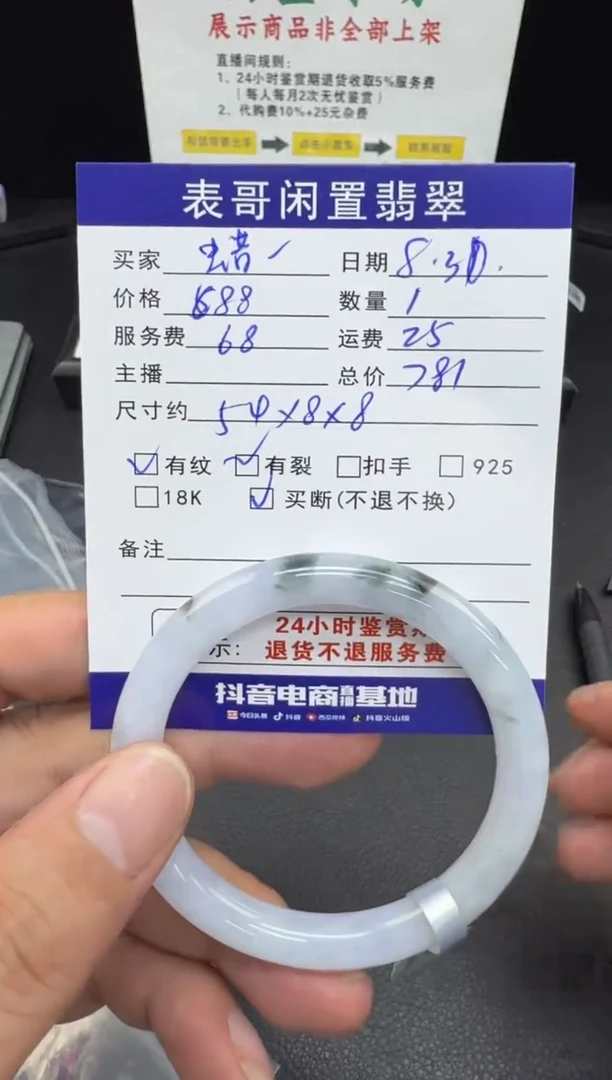 展示商品非全部上架
直播间规则:
1、24小时鉴赏期退货收取5%服务费
(每人每月2次无忧鉴赏)
2、代购费10%+25元杂费
表哥闲置翡翠
买家 日期 8.30.
价格 688 数量 1
服务费 68 运费 25
主播 总价 781
尺寸约 54×8×8
有纹 有裂 扣手 925
18K 买断(不退不换)
备注
24小时鉴赏
示: 退货不退服务费
抖音电商直播基地
今日头条 抖音 西瓜视频 抖音火山版